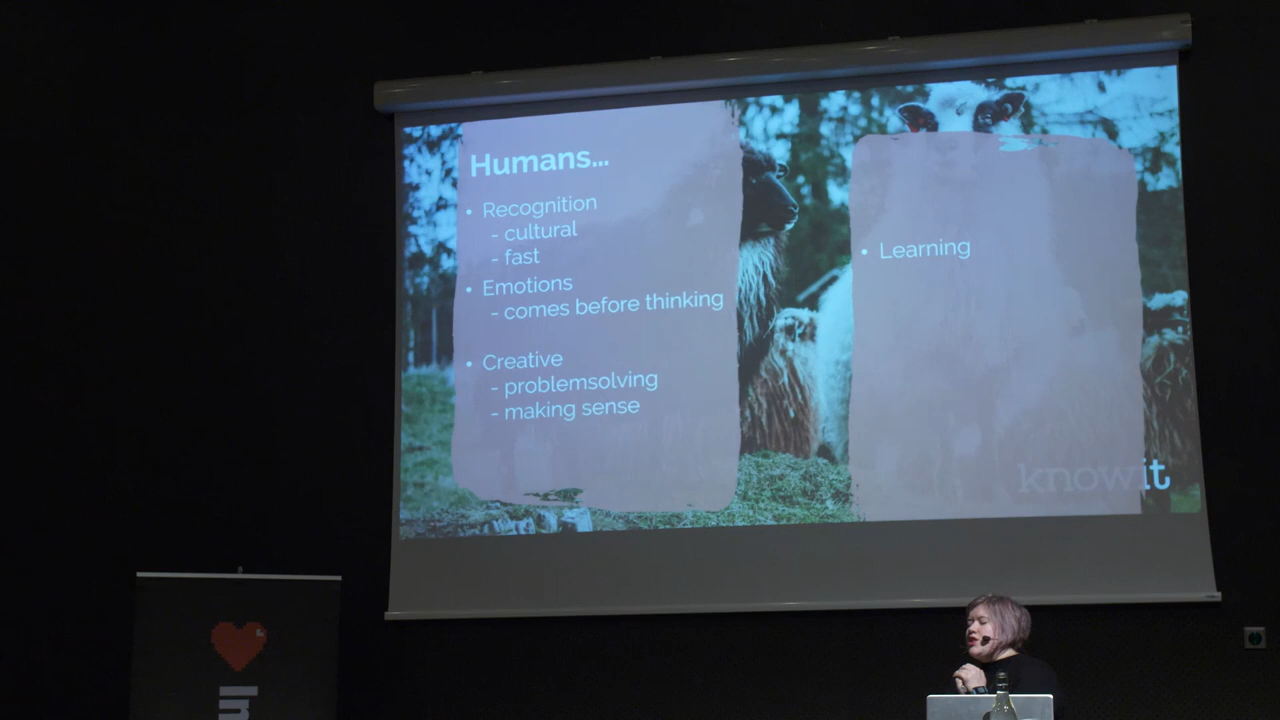 Humans...
• Recognition
- cultural
- fast
• Emotions
- comes before thinking
• Creative
- problemsolving
- making sense
• Learning
knowit